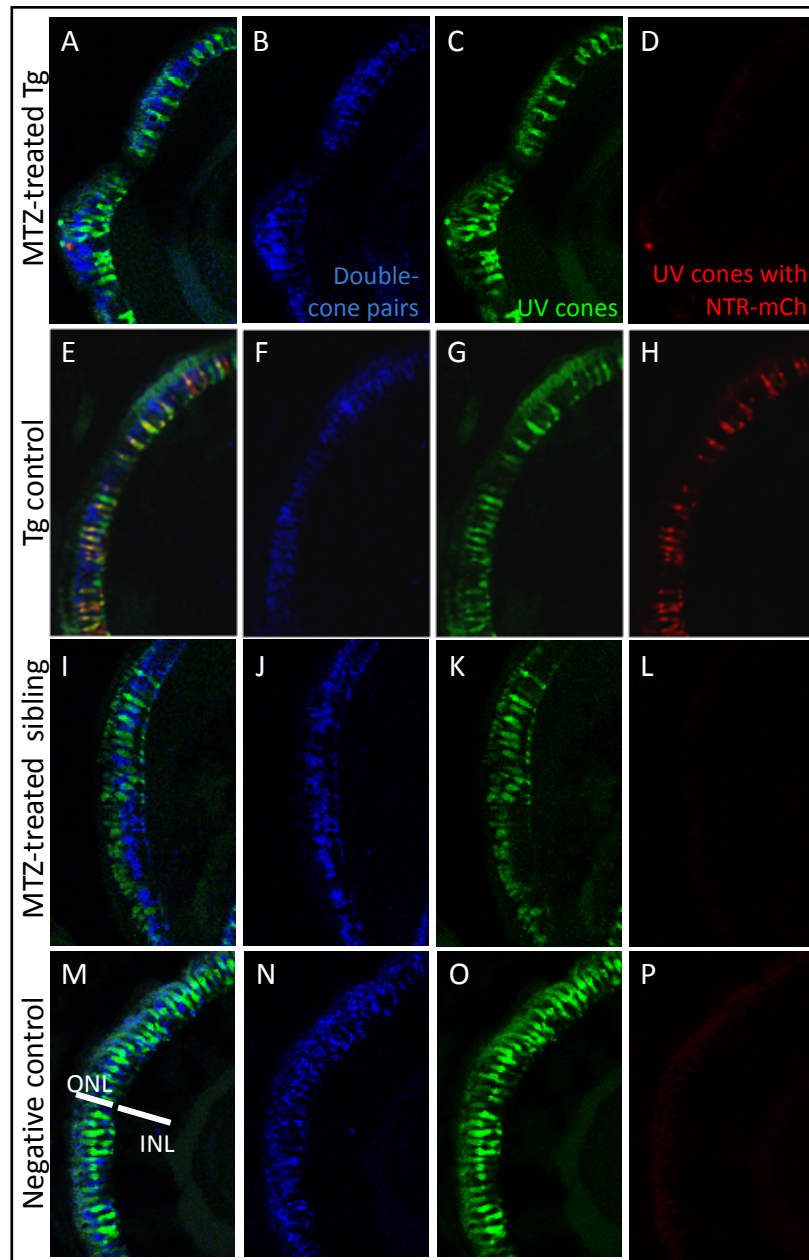 MTZ-treated Tg
A
B
C
D
Double-
cone pairs
UV cones
UV cones with
NTR-mCh
Tg control
E
F
G
H
MTZ-treated sibling
I
J
K
L
Negative control
M
N
O
P
ONL
INL